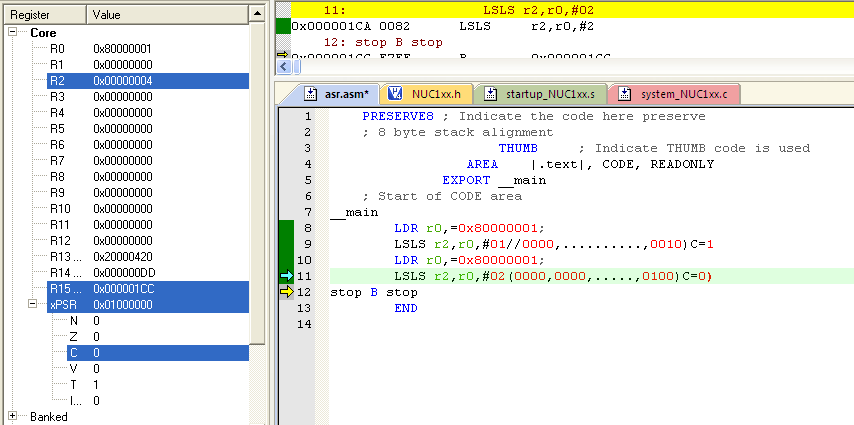 Register Value
Core
R0 0x80000001
R1 0x00000000
R2 0x00000004
R3 0x00000000
R4 0x00000000
R5 0x00000000
R6 0x00000000
R7 0x00000000
R8 0x00000000
R9 0x00000000
R10 0x00000000
R11 0x00000000
R12 0x00000000
R13 ... 0x20000420
R14 ... 0x000000DD
R15 ... 0x000001CC
xPSR 0x01000000
N 0
Z 0
C 0
V 0
T 1
I... 0
Banked
11: LSLS r2,r0,#02
0x000001CA 0082 LSLS r2,r0,#2
12: stop B stop
0x000001CC E7FE B 0x000001CC
asr.asm* NUC1xx.h startup_NUC1xx.s system_NUC1xx.c
1 PRESERVE8 ; Indicate the code here preserve
2 ; 8 byte stack alignment
3 THUMB ; Indicate THUMB code is used
4 AREA |.text|, CODE, READONLY
5 EXPORT __main
6 ; Start of CODE area
7 __main
8 LDR r0,=0x80000001;
9 LSLS r2,r0,#01//0000,..........,0010)C=1
10 LDR r0,=0x80000001;
11 LSLS r2,r0,#02(0000,0000,.....,0100)C=0)
12 stop B stop
13 END
14